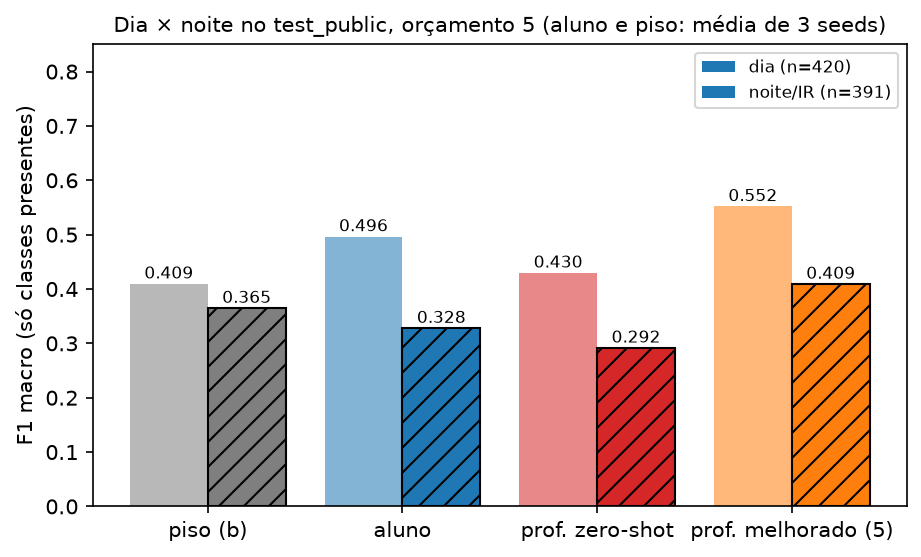 Dia × noite no test_public, orçamento 5 (aluno e piso: média de 3 seeds)
dia (n=420)
noite/IR (n=391)
F1 macro (só classes presentes)
0.8
0.7
0.6
0.5
0.4
0.3
0.2
0.1
0.0
0.409
0.365
0.496
0.328
0.430
0.292
0.552
0.409
piso (b)
aluno
prof. zero-shot
prof. melhorado (5)